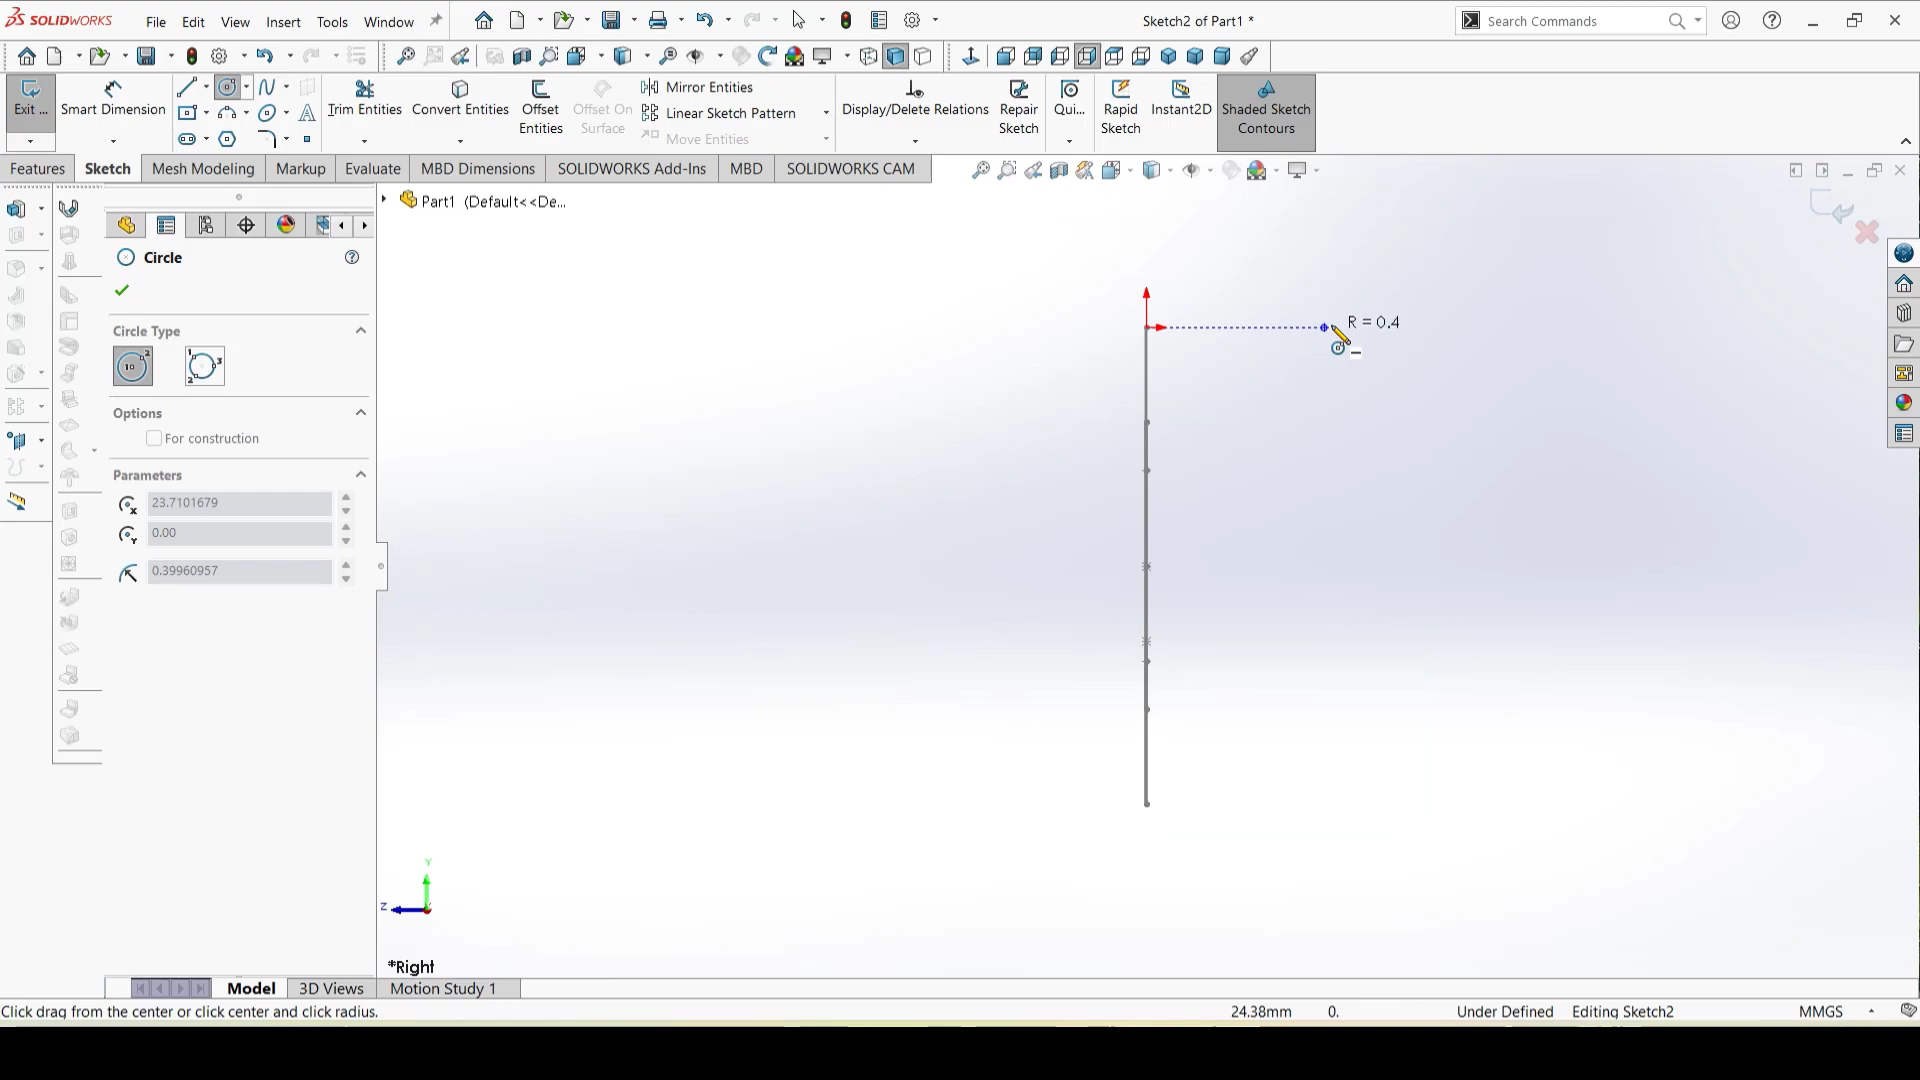 SOLIDWORKS File Edit View Insert Tools Window Sketch2 of Part1 * Search Commands
Exit ... Smart Dimension Trim Entities Convert Entities Offset Entities Offset On Surface Mirror Entities Linear Sketch Pattern Move Entities Display/Delete Relations Repair Sketch Qui... Rapid Sketch Instant2D Shaded Sketch Contours
Features Sketch Mesh Modeling Markup Evaluate MBD Dimensions SOLIDWORKS Add-Ins MBD SOLIDWORKS CAM
Part1 (Default<<De...
Circle
R = 0.4
Circle Type
Options
For construction
Parameters
23.7101679
0.00
0.39960957
Y
Z
*Right
Model 3D Views Motion Study 1
Click drag from the center or click center and click radius. 24.38mm 0. Under Defined Editing Sketch2 MMGS